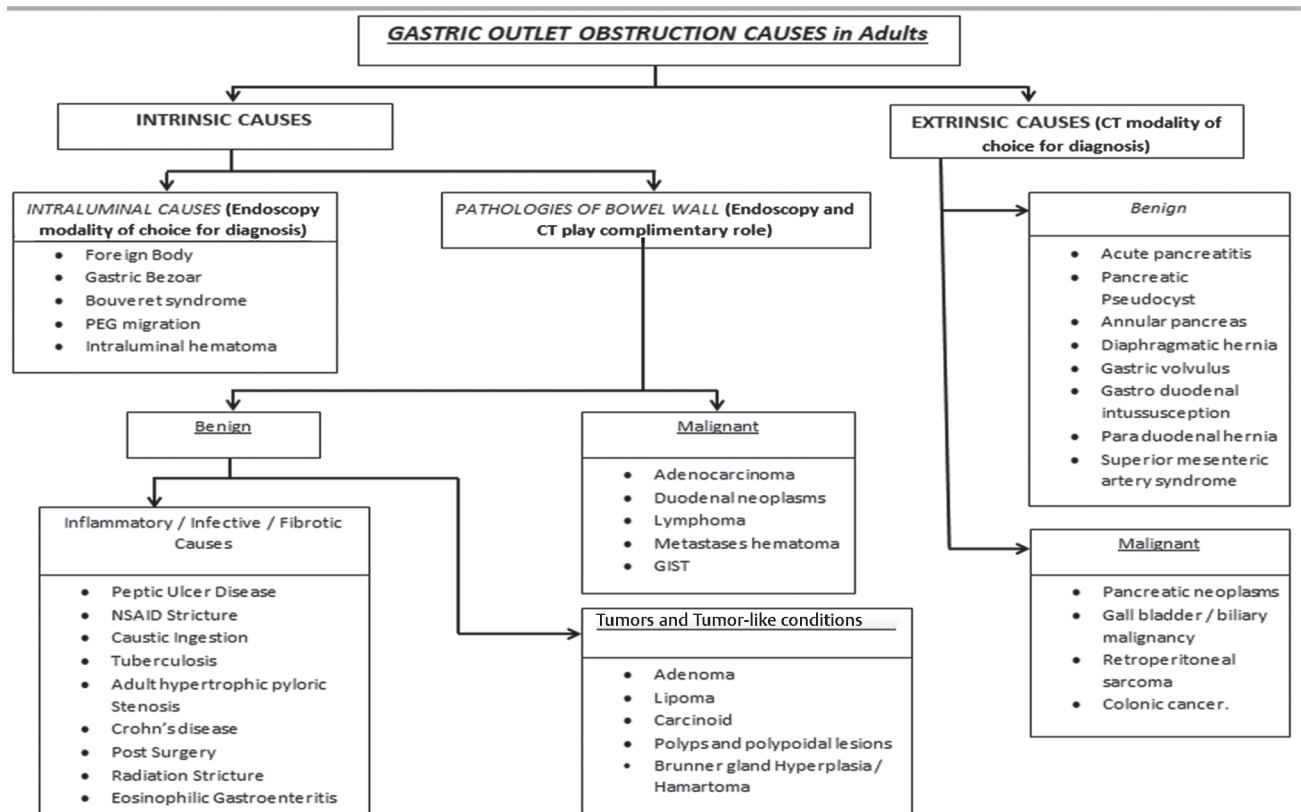 GASTRIC OUTLET OBSTRUCTION CAUSES in Adults
INTRINSIC CAUSES
EXTRINSIC CAUSES (CT modality of
choice for diagnosis)
INTRALUMINAL CAUSES (Endoscopy
modality of choice for diagnosis)
• Foreign Body
• Gastric Bezoar
• Bouveret syndrome
• PEG migration
• Intraluminal hematoma
PATHOLOGIES OF BOWEL WALL (Endoscopy and
CT play complimentary role)
Benign
• Acute pancreatitis
• Pancreatic
Pseudocyst
• Annular pancreas
• Diaphragmatic hernia
• Gastric volvulus
• Gastro duodenal
intussusception
• Para duodenal hernia
• Superior mesenteric
artery syndrome
Benign
Malignant
• Adenocarcinoma
• Duodenal neoplasms
• Lymphoma
• Metastases hematoma
• GIST
Inflammatory / Infective / Fibrotic
Causes
• Peptic Ulcer Disease
• NSAID Stricture
• Caustic Ingestion
• Tuberculosis
• Adult hypertrophic pyloric
Stenosis
• Crohn's disease
• Post Surgery
• Radiation Stricture
• Eosinophilic Gastroenteritis
Tumors and Tumor-like conditions
• Adenoma
• Lipoma
• Carcinoid
• Polyps and polypoidal lesions
• Brunner gland Hyperplasia /
Hamartoma
Malignant
• Pancreatic neoplasms
• Gall bladder / biliary
malignancy
• Retroperitoneal
sarcoma
• Colonic cancer.